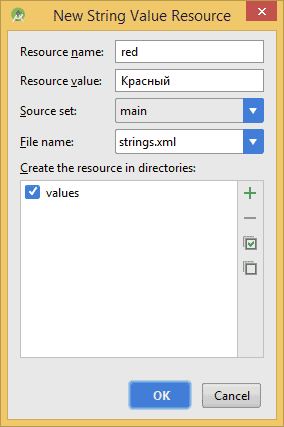 New String Value Resource
Resource name: red
Resource value: Красный
Source set: main
File name: strings.xml
Create the resource in directories:
values
OK Cancel